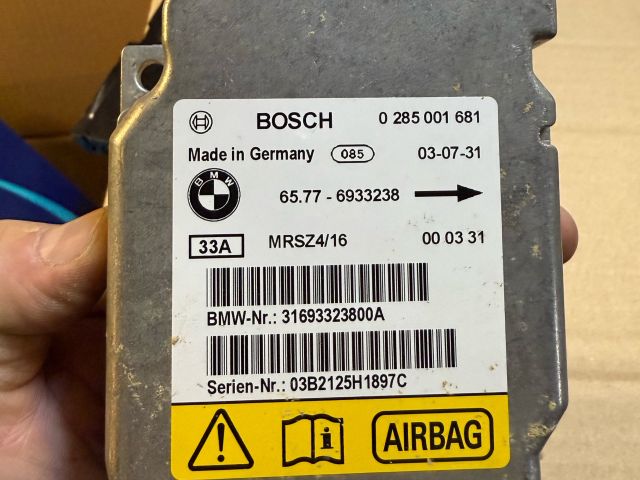 BOSCH 0 285 001 681
Made in Germany 085 03-07-31
BMW 65.77 - 6933238
33A MRSZ4/16 00 03 31
BMW-Nr.: 31693323800A
Serien-Nr.: 03B2125H1897C
i AIRBAG